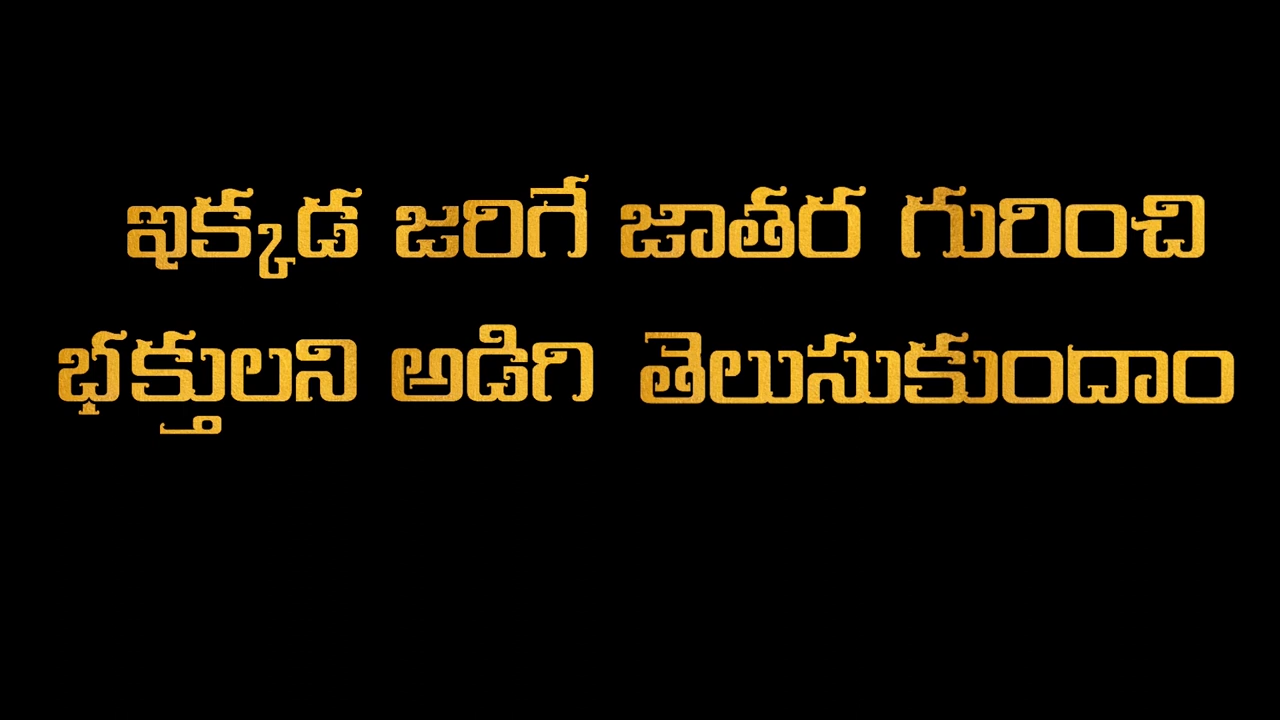 ఇక్కడ జరిగే జాతర గురించి
భక్తులని అడిగి తెలుసుకుందాం